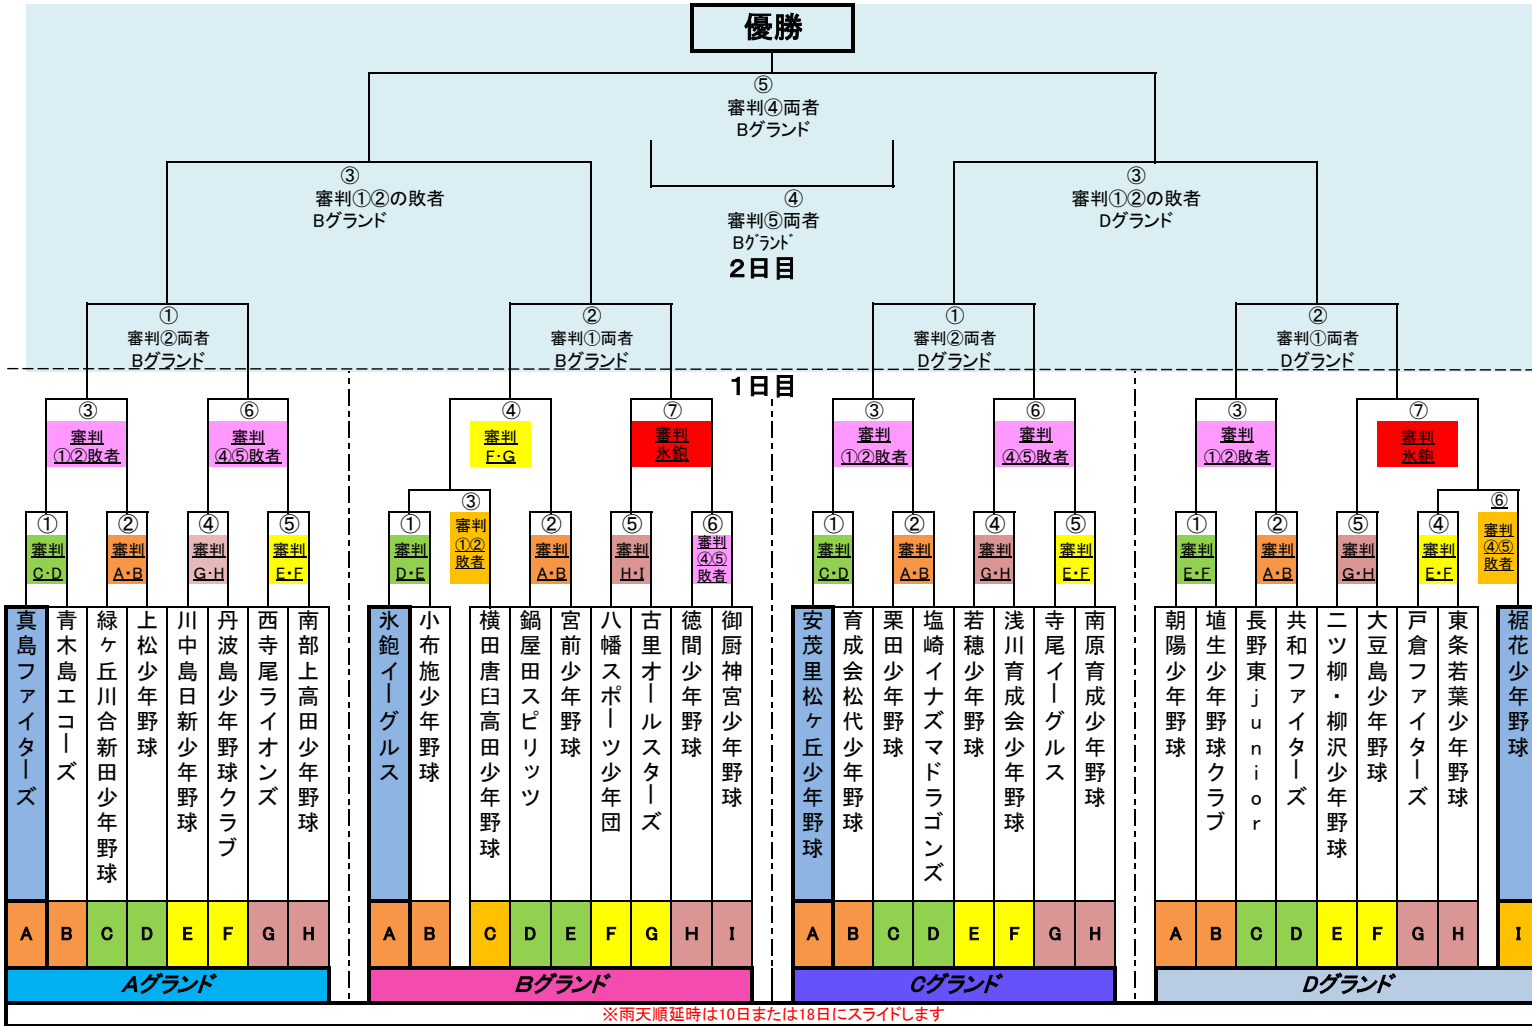 優勝
⑤
審判④両者
Bグランド
③
審判①②の敗者
Bグランド
④
審判⑤両者
Bグランド
③
審判①②の敗者
Dグランド
2日目
①
審判②両者
Bグランド
②
審判①両者
Bグランド
①
審判②両者
Dグランド
②
審判①両者
Dグランド
1日目
③
審判
①②敗者
⑥
審判
④⑤敗者
④
審判
F・G
⑦
審判
氷鉋
③
審判
①②敗者
⑥
審判
④⑤敗者
③
審判
①②敗者
⑦
審判
氷鉋
①
審判
C・D
②
審判
A・B
④
審判
G・H
⑤
審判
E・F
①
審判
D・E
③
審判
①②
敗者
②
審判
A・B
⑤
審判
H・I
⑥
審判
④⑤
敗者
①
審判
C・D
②
審判
A・B
④
審判
G・H
⑤
審判
E・F
①
審判
E・F
②
審判
A・B
⑤
審判
G・H
④
審判
E・F
⑥
審判
④⑤
敗者
真島ファイターズ
青木島エコーズ
緑ヶ丘川合新田少年野球
上松少年野球
川中島日新少年野球
丹波島少年野球クラブ
西寺尾ライオンズ
南部上高田少年野球
氷鉋イーグルス
小布施少年野球
横田唐臼高田少年野球
鍋屋田スピリッツ
宮前少年野球
八幡スポーツ少年団
古里オールスターズ
徳間少年野球
御厨神宮少年野球
安茂里松ヶ丘少年野球
育成会松代少年野球
栗田少年野球
塩崎イナズマドラゴンズ
若穂少年野球
浅川育成会少年野球
寺尾イーグルス
南原育成少年野球
朝陽少年野球
埴生少年野球クラブ
長野東junior
共和ファイターズ
二ツ柳・柳沢少年野球
大豆島少年野球
戸倉ファイターズ
東条若葉少年野球
裾花少年野球
A B C D E F G H
A B C D E F G H I
A B C D E F G H
A B C D E F G H I
Aグランド
Bグランド
Cグランド
Dグランド
※雨天順延時は10日または18日にスライドします